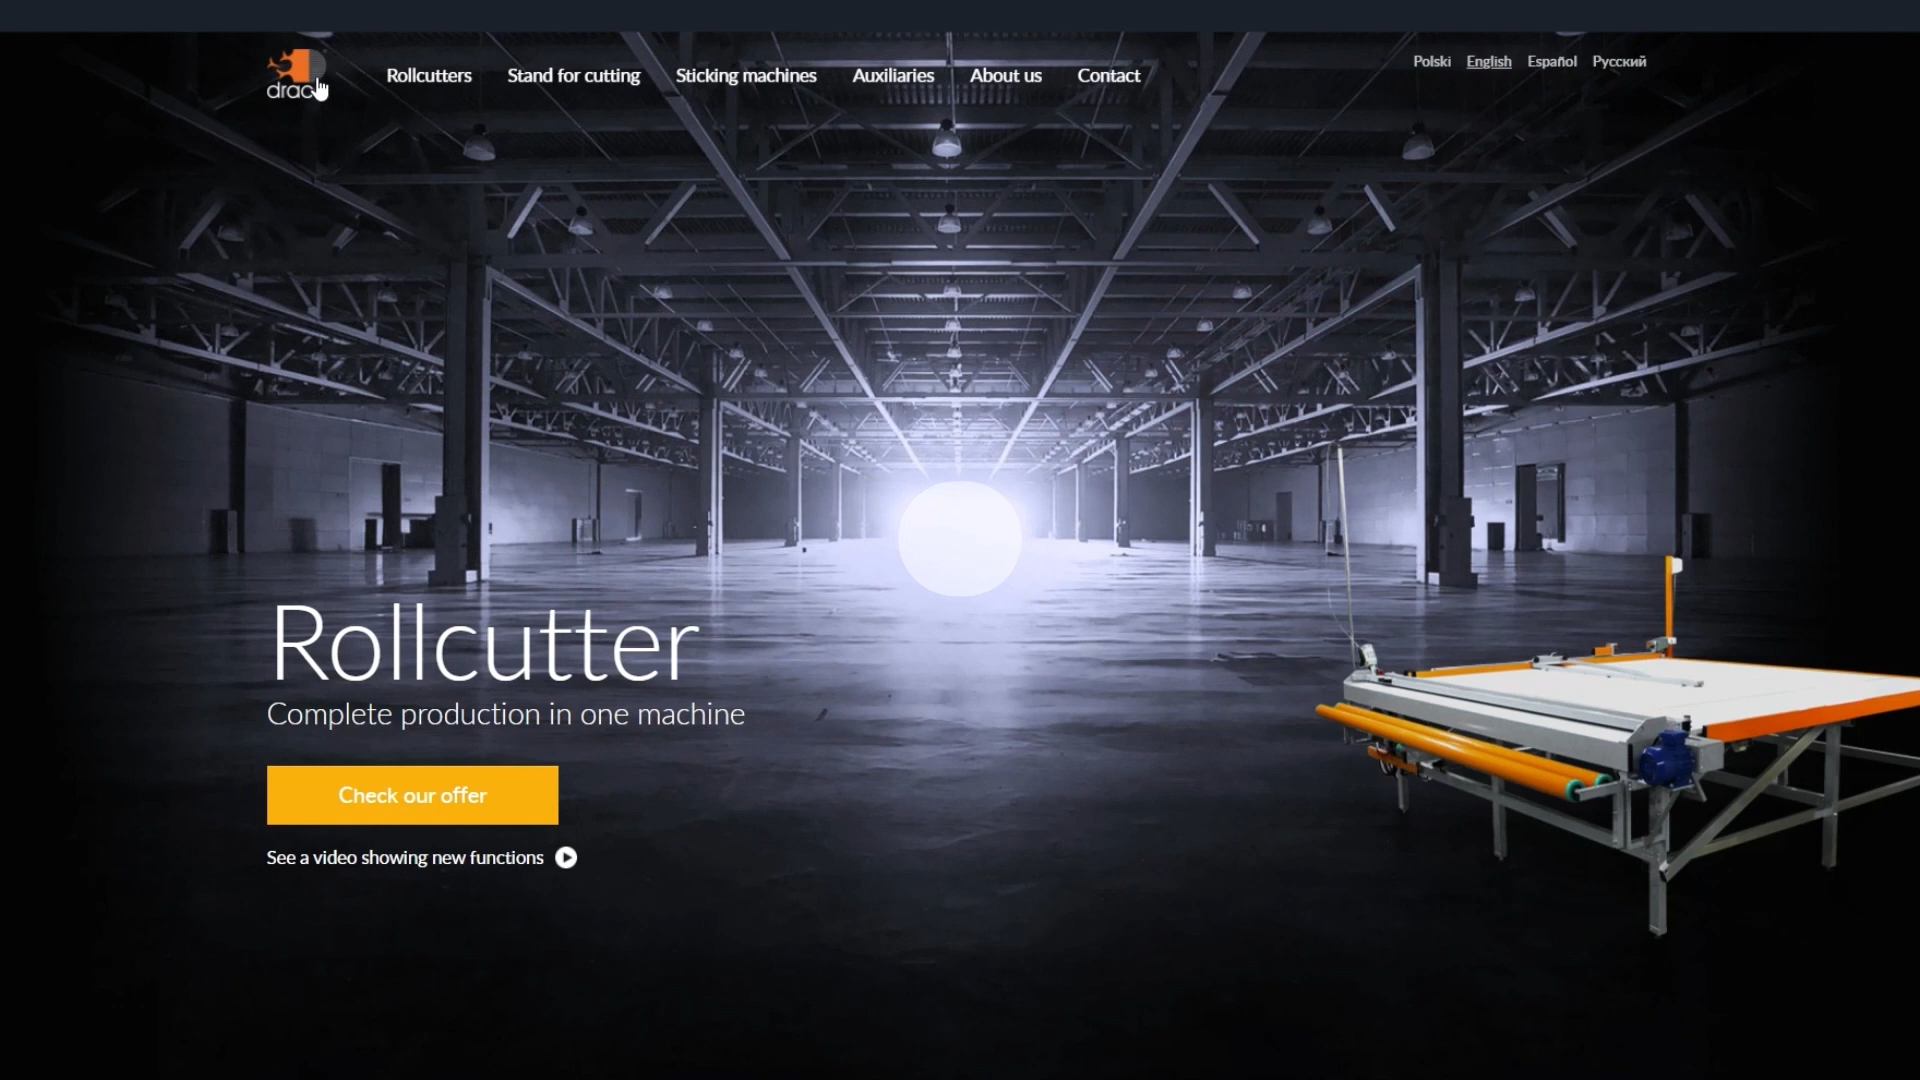 Rollcutters Stand for cutting Sticking machines Auxiliaries About us Contact
Polski English Español Русский
Rollcutter
Complete production in one machine
Check our offer
See a video showing new functions